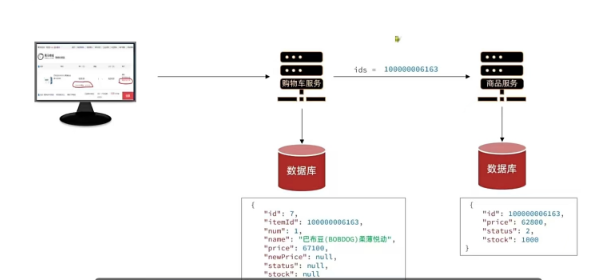 ids = 100000006163
购物车服务
商品服务
数据库
数据库
{
"id": 7,
"itemId": 100000006163,
"num": 1,
"name": "巴布豆(BOBDOG)柔薄悦动",
"price": 67100,
"newPrice": null,
"status": null,
"stock": null
{
"id": 100000006163,
"price": 62800,
"status": 2,
"stock": 1000
}